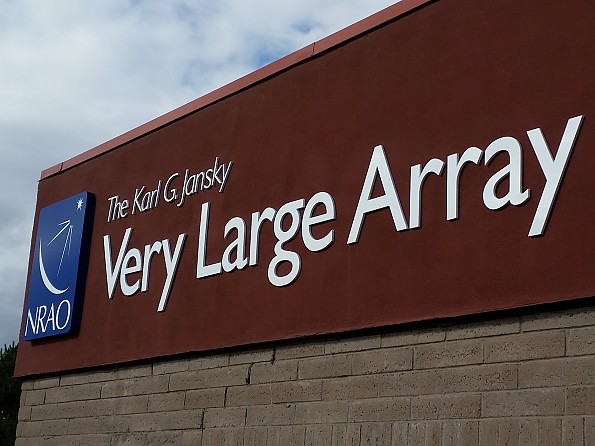 The Karl G. Jansky
Very Large Array
NRAO